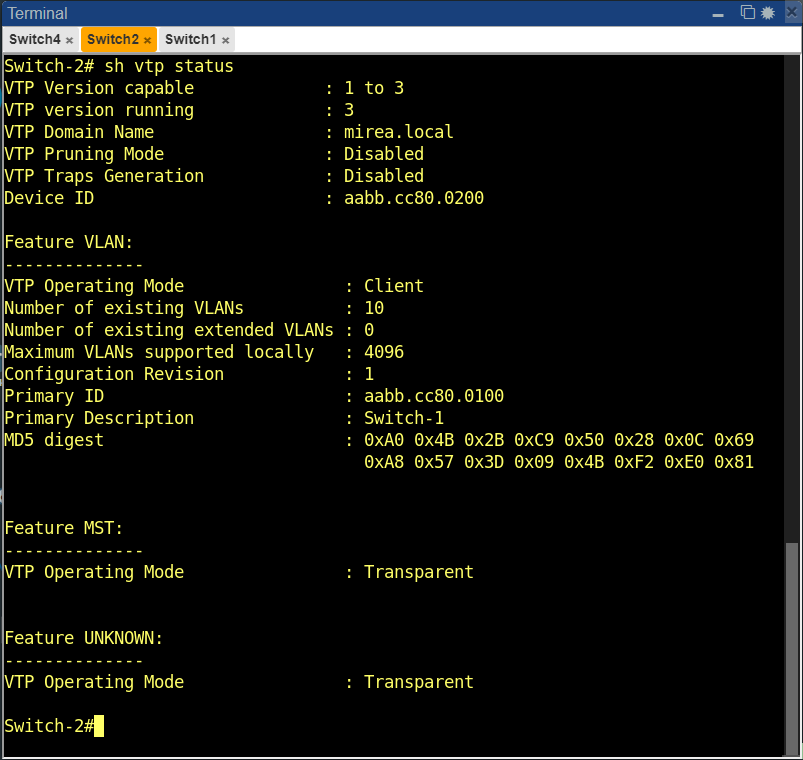 Terminal
Switch4 × Switch2 × Switch1 ×
Switch-2# sh vtp status
VTP Version capable             : 1 to 3
VTP version running             : 3
VTP Domain Name                 : mirea.local
VTP Pruning Mode                : Disabled
VTP Traps Generation            : Disabled
Device ID                       : aabb.cc80.0200
Feature VLAN:
--------------
VTP Operating Mode                : Client
Number of existing VLANs          : 10
Number of existing extended VLANs : 0
Maximum VLANs supported locally   : 4096
Configuration Revision            : 1
Primary ID                        : aabb.cc80.0100
Primary Description               : Switch-1
MD5 digest                        : 0xA0 0x4B 0x2B 0xC9 0x50 0x28 0x0C 0x69
                                    0xA8 0x57 0x3D 0x09 0x4B 0xF2 0xE0 0x81
Feature MST:
--------------
VTP Operating Mode                : Transparent
Feature UNKNOWN:
--------------
VTP Operating Mode                : Transparent
Switch-2#